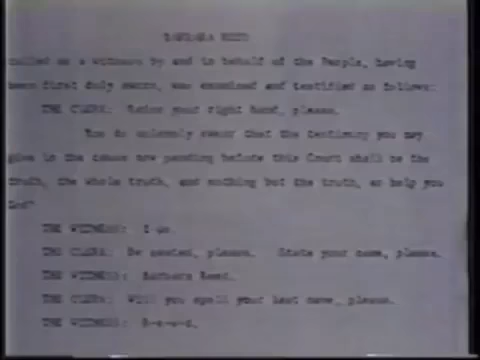 BARBARA REED
called as a witness by and in behalf of the People, having
been first duly sworn, was examined and testified as follows:
THE CLERK: Raise your right hand, please.
You do solemnly swear that the testimony you may
give in the cause now pending before this Court shall be the
truth, the whole truth, and nothing but the truth, so help you
God?
THE WITNESS: I do.
THE CLERK: Be seated, please. State your name, please.
THE WITNESS: Barbara Reed.
THE CLERK: Will you spell your last name, please.
THE WITNESS: R-e-e-d.